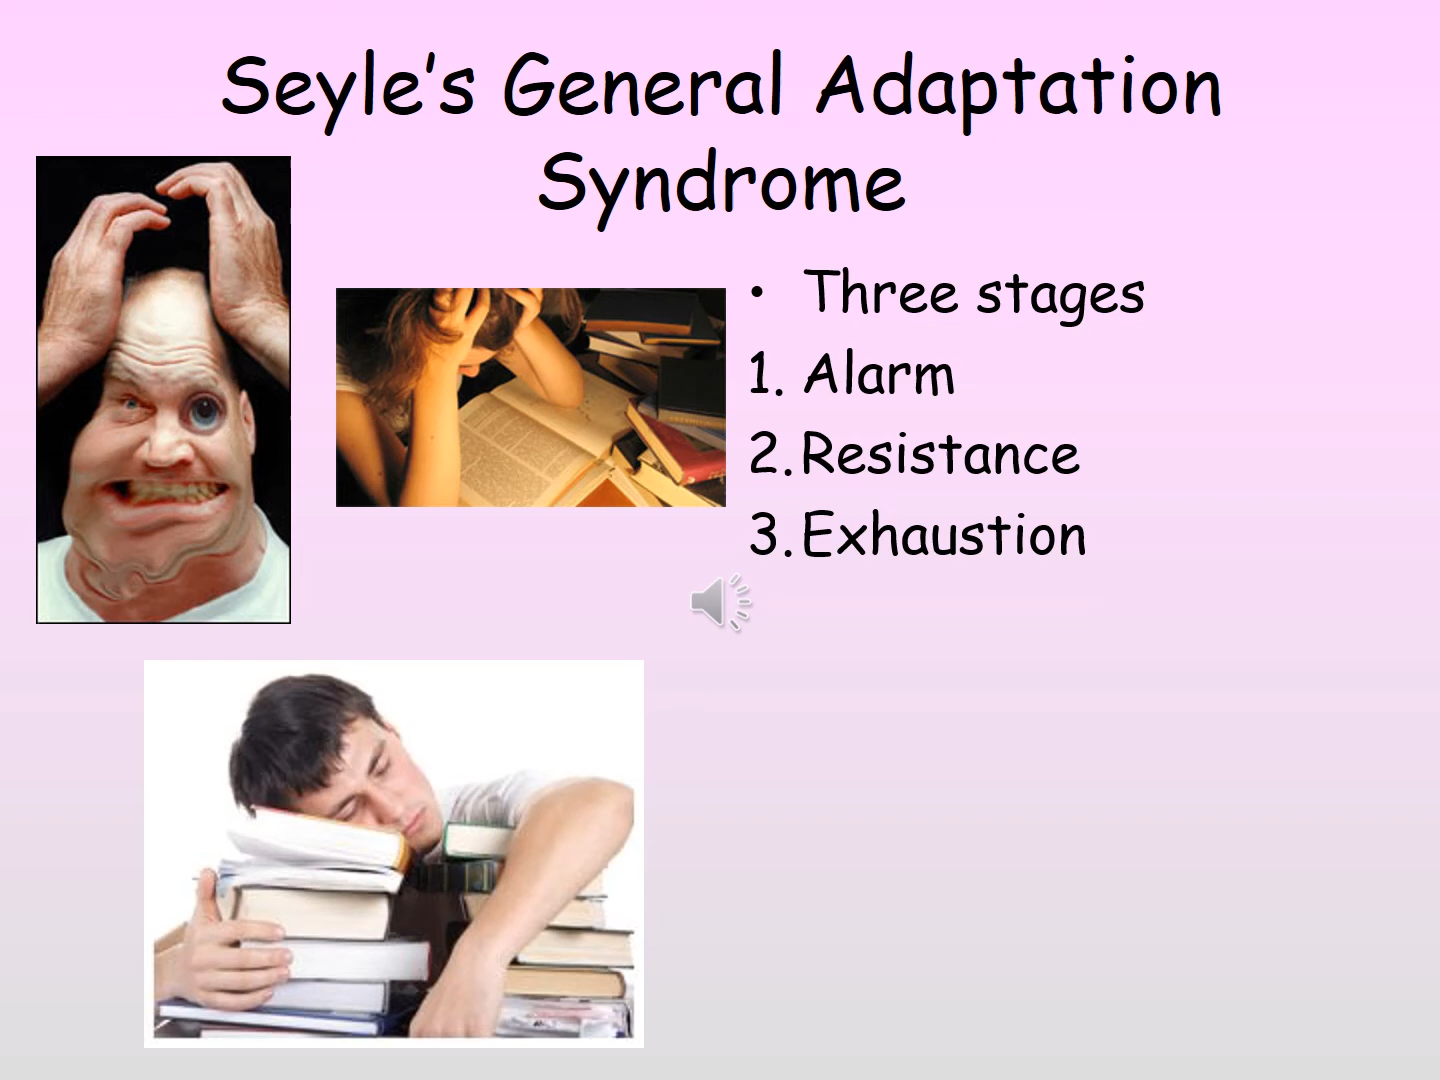 Seyle's General Adaptation
Syndrome
• Three stages
1. Alarm
2. Resistance
3. Exhaustion